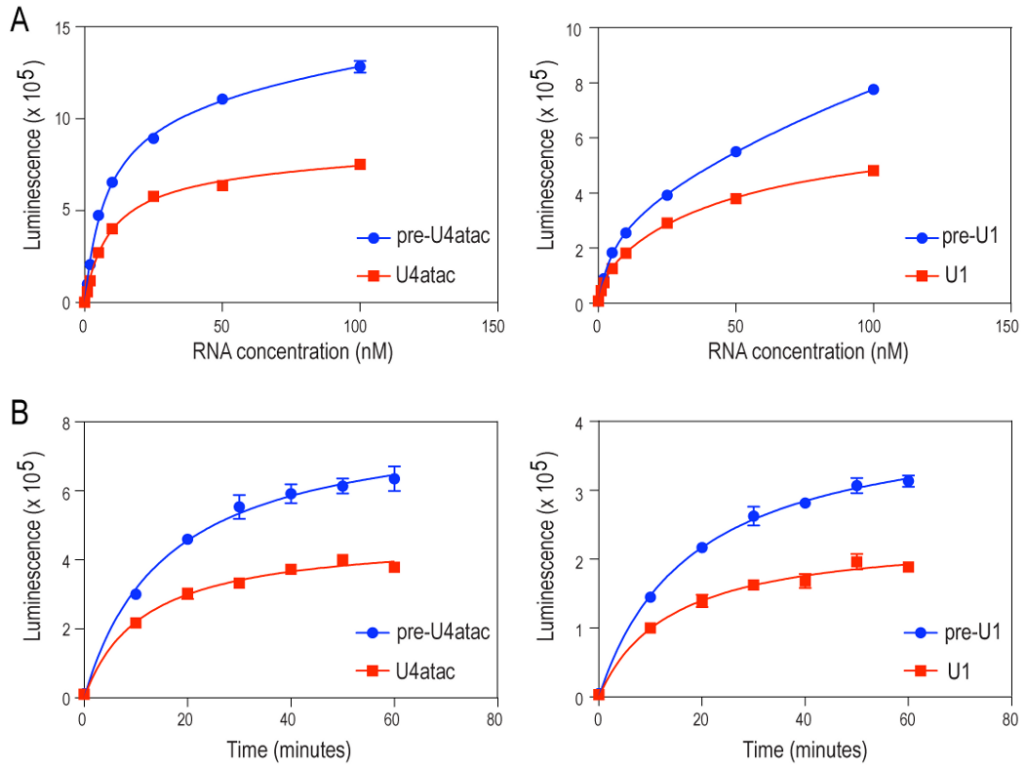 A
Luminescence (x 10⁵)
15
10
5
0
0 50 100 150
RNA concentration (nM)
pre-U4atac
U4atac
Luminescence (x 10⁵)
10
8
6
4
2
0
0 50 100 150
RNA concentration (nM)
pre-U1
U1
B
Luminescence (x 10⁵)
8
6
4
2
0
0 20 40 60 80
Time (minutes)
pre-U4atac
U4atac
Luminescence (x 10⁵)
4
3
2
1
0
0 20 40 60 80
Time (minutes)
pre-U1
U1